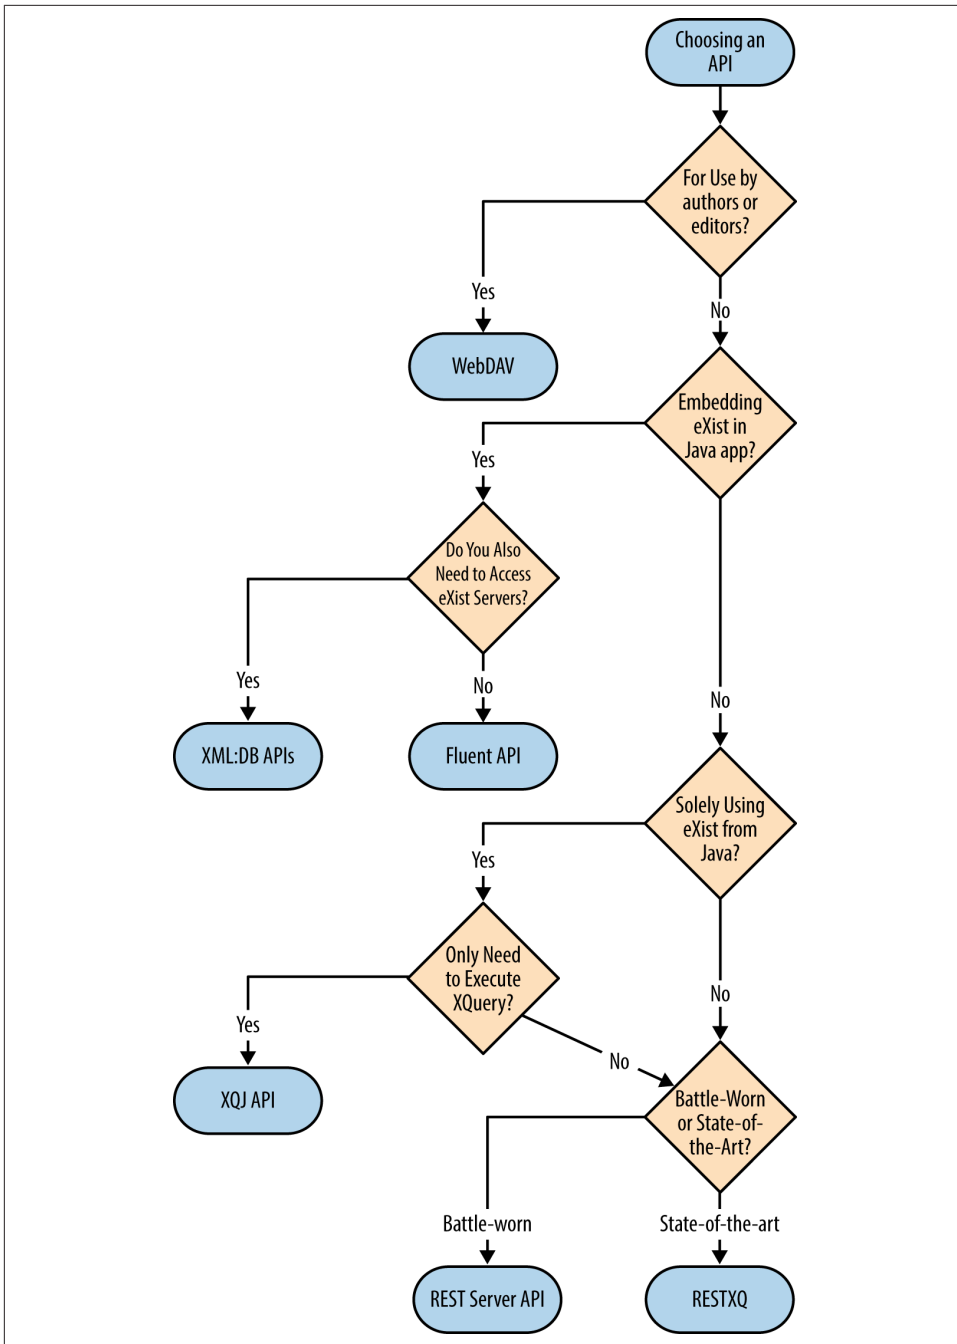 Choosing an
API
For Use by
authors or
editors?
Yes
No
WebDAV
Embedding
eXist in
Java app?
Yes
Do You Also
Need to Access
eXist Servers?
Yes
No
No
XML:DB APIs
Fluent API
Solely Using
eXist from
Java?
Yes
Only Need
to Execute
XQuery?
No
Yes
No
XQJ API
Battle-Worn
or State-of-
the-Art?
Battle-worn
State-of-the-art
REST Server API
RESTXQ